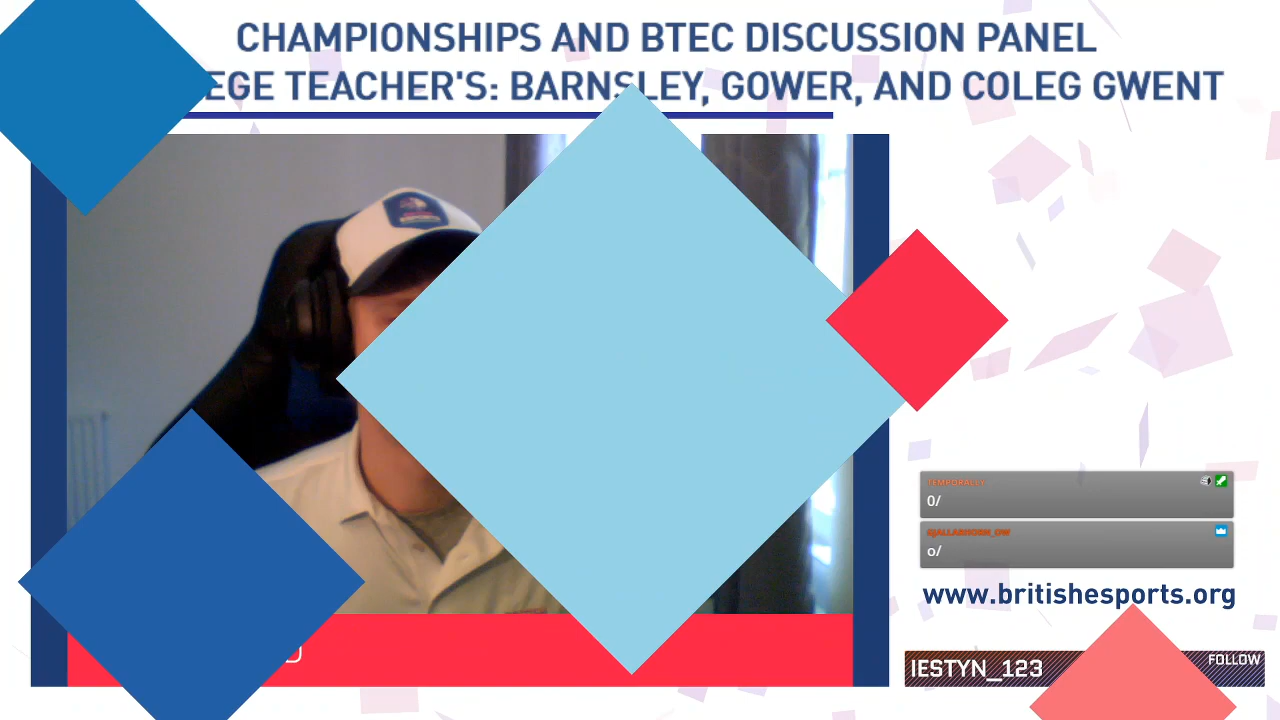 CHAMPIONSHIPS AND BTEC DISCUSSION PANEL
EGE TEACHER'S: BARNSLEY, GOWER, AND COLEG GWENT
0/
o/
www.britishesports.org
IESTYN_123
FOLLOW